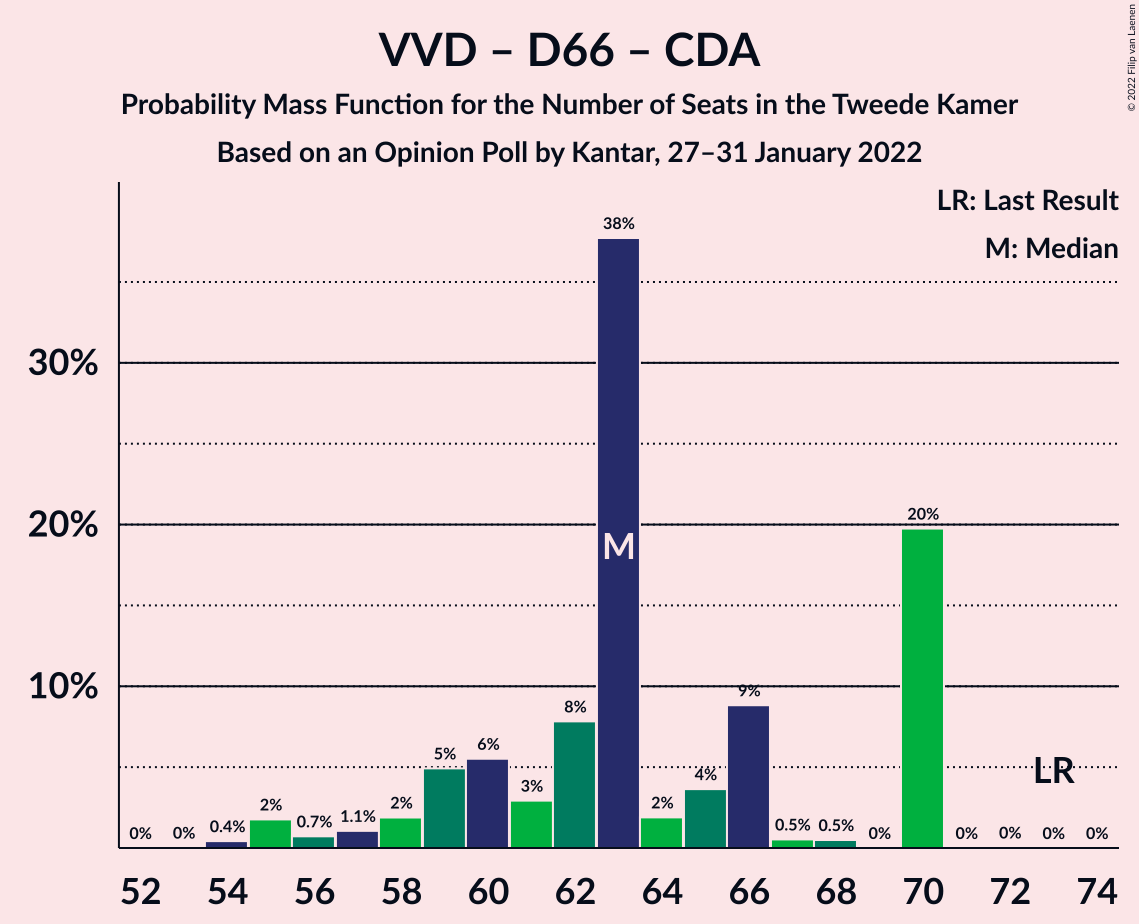 VVD – D66 – CDA
Probability Mass Function for the Number of Seats in the Tweede Kamer
Based on an Opinion Poll by Kantar, 27–31 January 2022
© 2022 Filip van Laenen
LR: Last Result
M: Median
30%
20%
10%
0%
0%
0.4%
2%
0.7%
1.1%
2%
5%
6%
3%
8%
38%
2%
4%
9%
0.5%
0.5%
0%
20%
0%
0%
0%
0%
M
LR
52 54 56 58 60 62 64 66 68 70 72 74